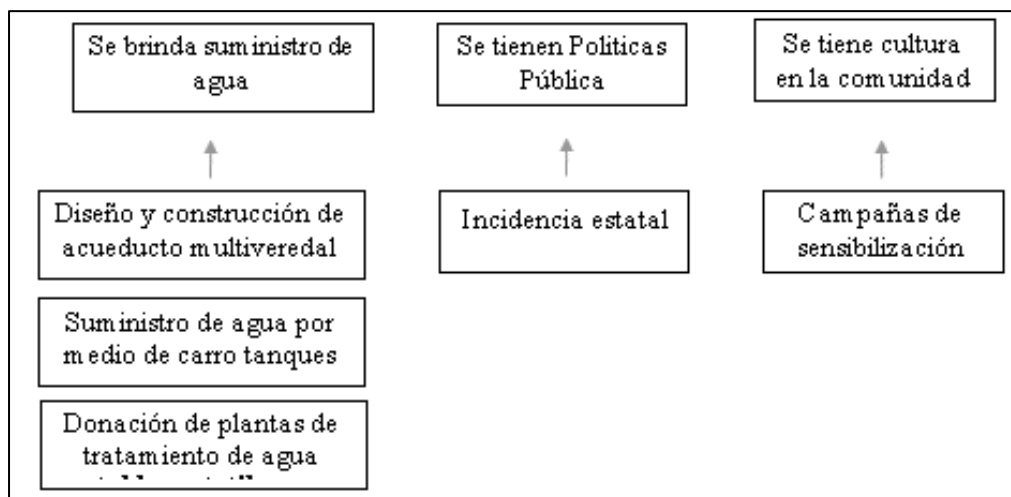 Se brinda suministro de
agua
Se tienen Politicas
Pública
Se tiene cultura
en la comunidad
Diseño y construcción de
acueducto multiveredal
Incidencia estatal
Campañas de
sensibilización
Suministro de agua por
medio de carro tanques
Donación de plantas de
tratamiento de agua